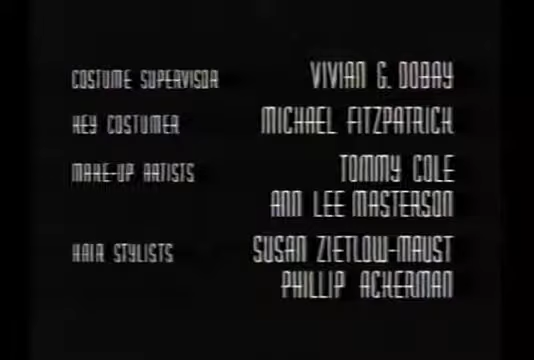 COSTUME SUPERVISOR VIVIAN G. DOBAY
KEY COSTUMER MICHAEL FITZPATRICK
MAKE-UP ARTISTS TOMMY COLE
ANN LEE MASTERSON
HAIR STYLISTS SUSAN ZIETLOW-MAUST
PHILLIP ACKERMAN